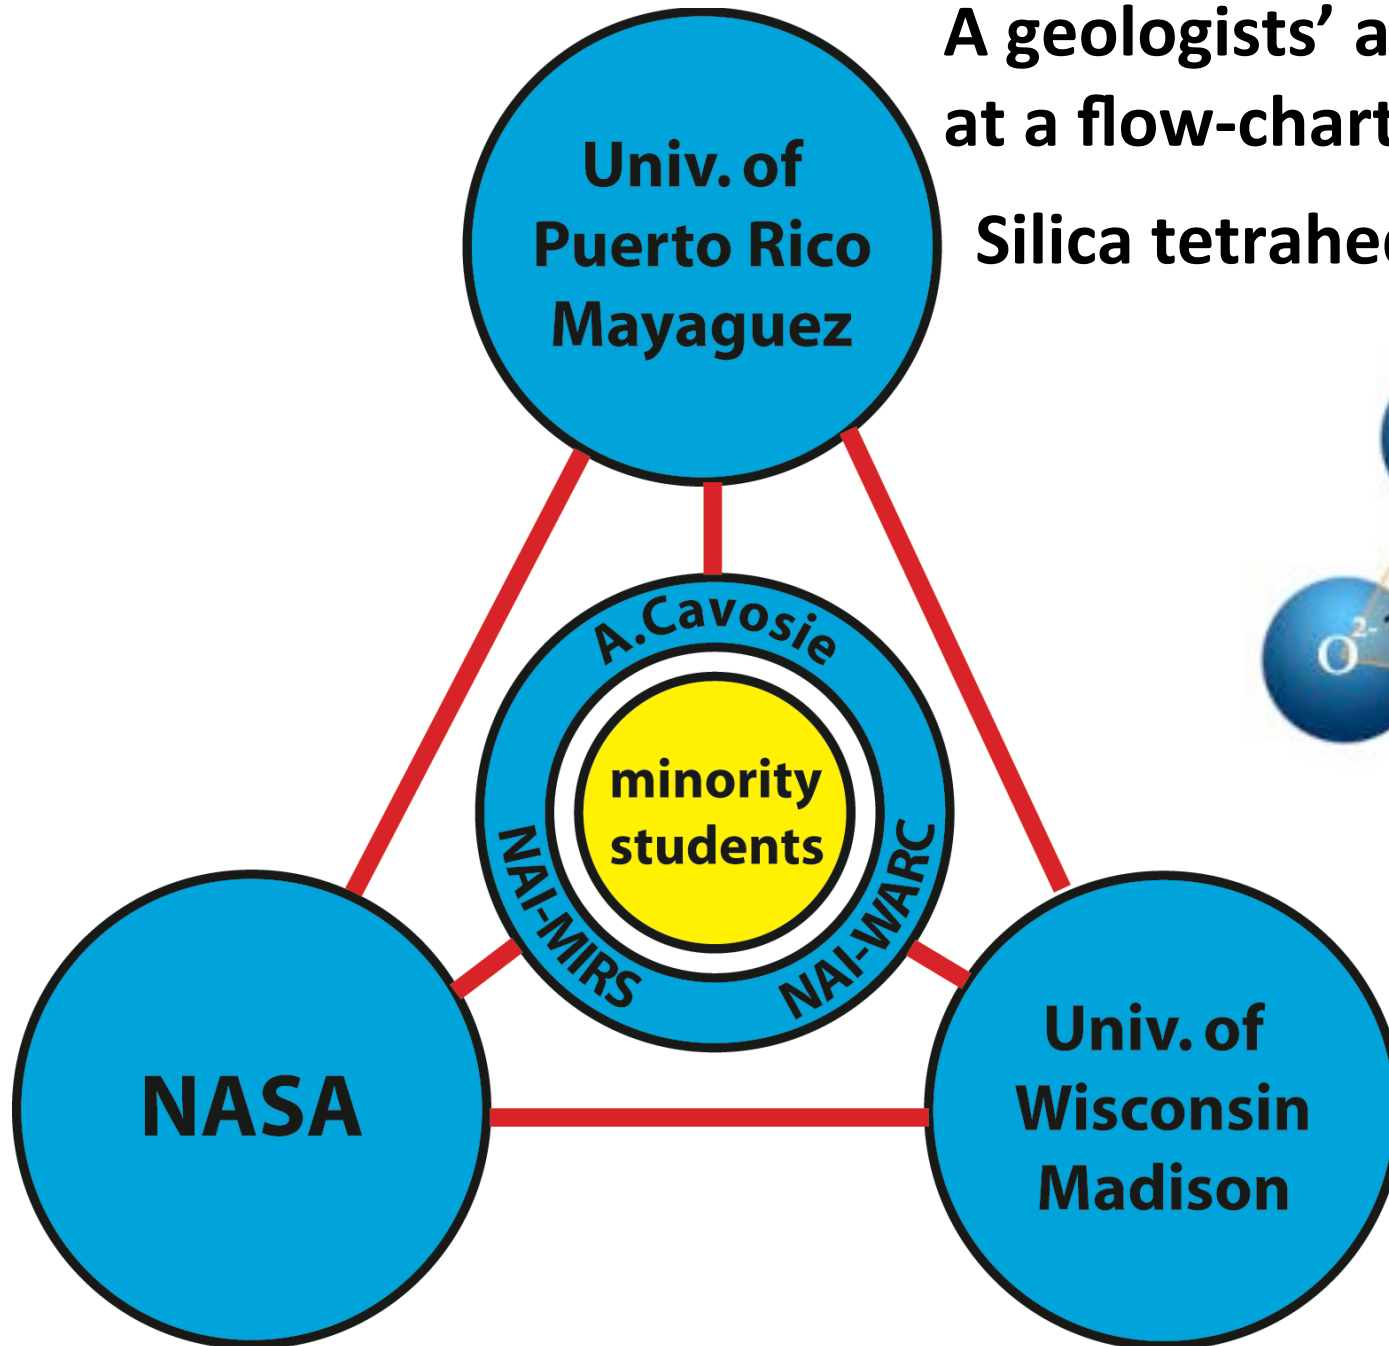 A geologists’ a
at a flow-chart
Silica tetrahe
Univ. of
Puerto Rico
Mayaguez
O2-
A.Cavosie
minority
students
NAI-MIRS
NAI-WARC
NASA
Univ. of
Wisconsin
Madison